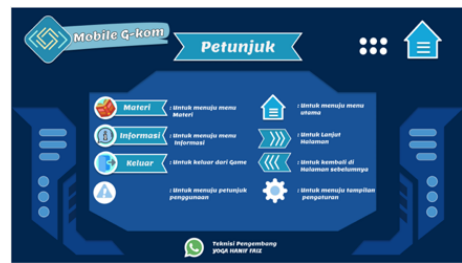 Mobile G-kom
Petunjuk
Materi
: Untuk menuju menu
Materi
Informasi
: Untuk menuju menu
Informasi
Keluar
: Untuk keluar dari Game
: Untuk menuju petunjuk
penggunaan
: Untuk menuju menu
utama
: Untuk Lanjut
Halaman
: Untuk kembali di
Halaman sebelumnya
: Untuk menuju tampilan
pengaturan
Teknisi Pengembang
YOGA HANIF FAIZ